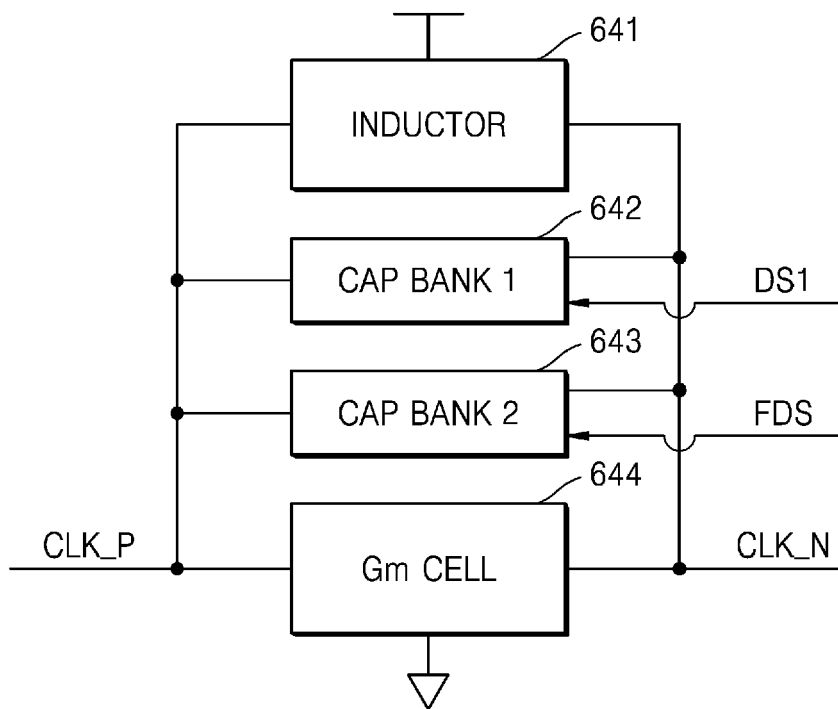 641
INDUCTOR
642
CAP BANK 1
DS1
643
CAP BANK 2
FDS
644
CLK_P
Gm CELL
CLK_N